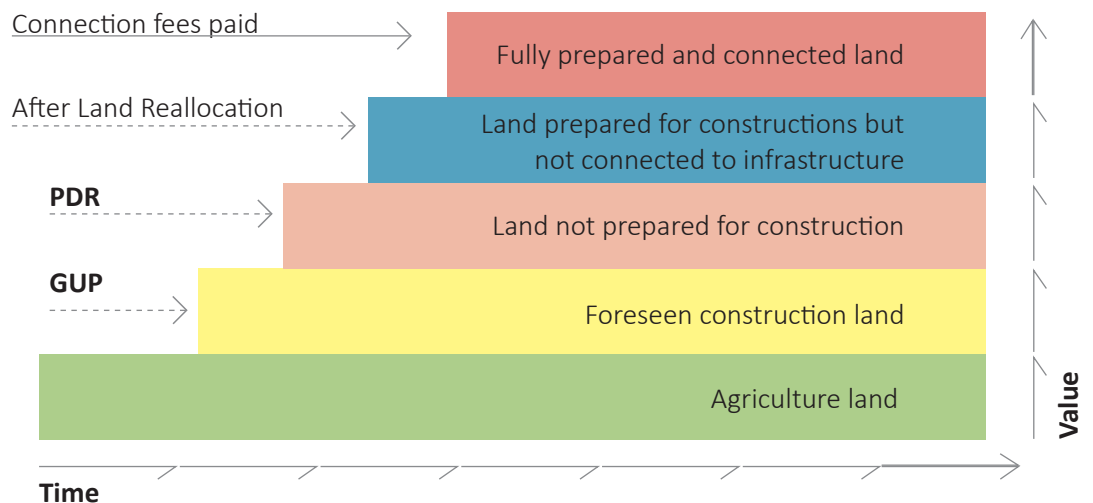 Connection fees paid
Fully prepared and connected land
After Land Reallocation
Land prepared for constructions but
not connected to infrastructure
PDR
Land not prepared for construction
GUP
Foreseen construction land
Agriculture land
Value
Time